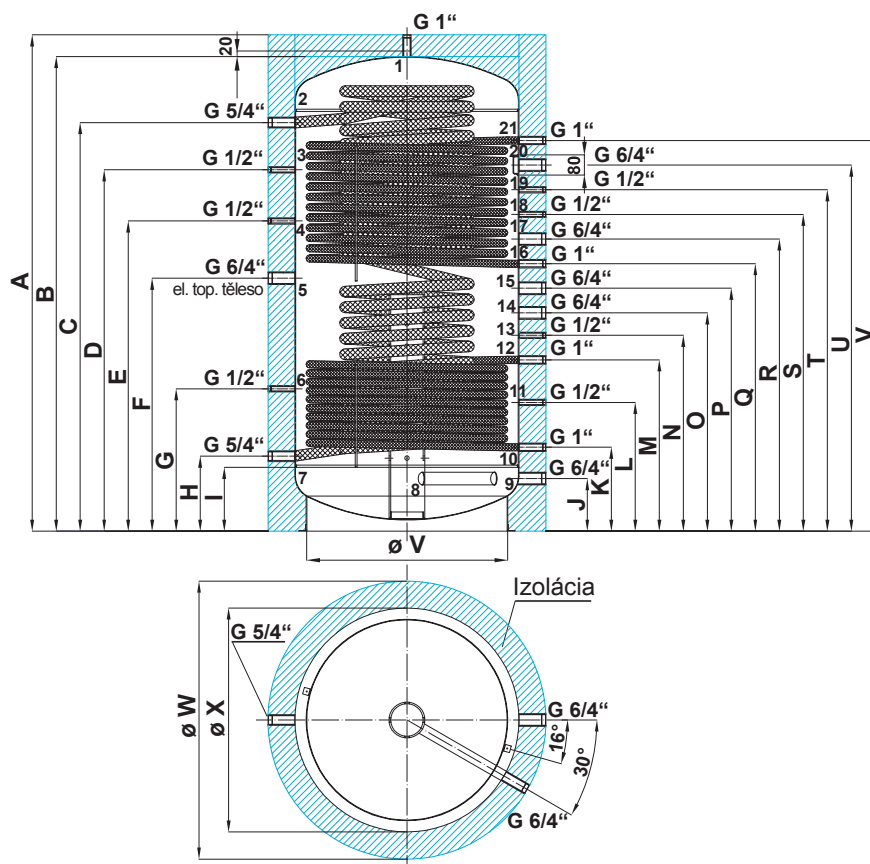 G 1“
20
1
2
G 5/4“
G 1/2“
3
G 1/2“
4
G 6/4“
el. top. těleso
5
G 1/2“
6
G 5/4“
7
8
21
G 1“
20
G 6/4“
80
19
G 1/2“
18
G 1/2“
17
G 6/4“
16
G 1“
15
G 6/4“
14
G 6/4“
13
G 1/2“
12
G 1“
11
G 1/2“
10
G 1“
9
G 6/4“
A
B
C
D
E
F
G
H
I
J
K
L
M
N
O
P
Q
R
S
T
U
V
ø V
Izolácia
G 5/4“
ø W
ø X
G 6/4“
16°
30°
G 6/4“